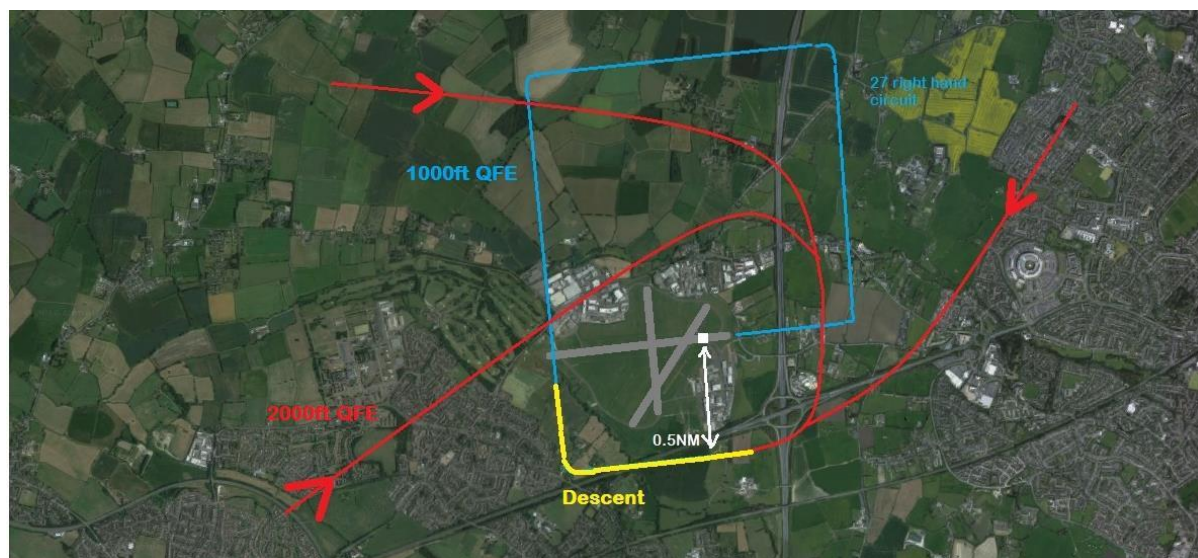 27 right hand
circuit
1000ft QFE
2000ft QFE
0.5NM
Descent